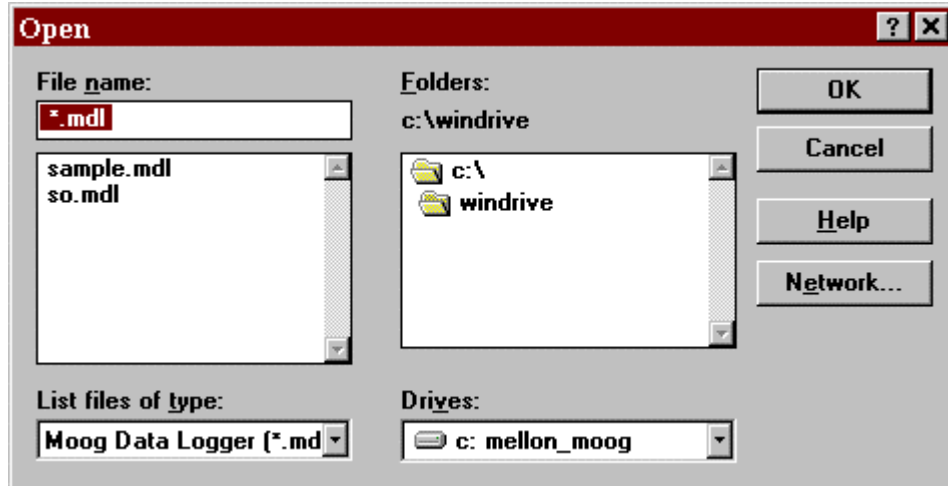 Open
File name:
*.mdl
sample.mdl
so.mdl
List files of type:
Moog Data Logger (*.md
Folders:
c:\windrive
c:\
windrive
Drives:
c: mellon_moog
OK
Cancel
Help
Network...